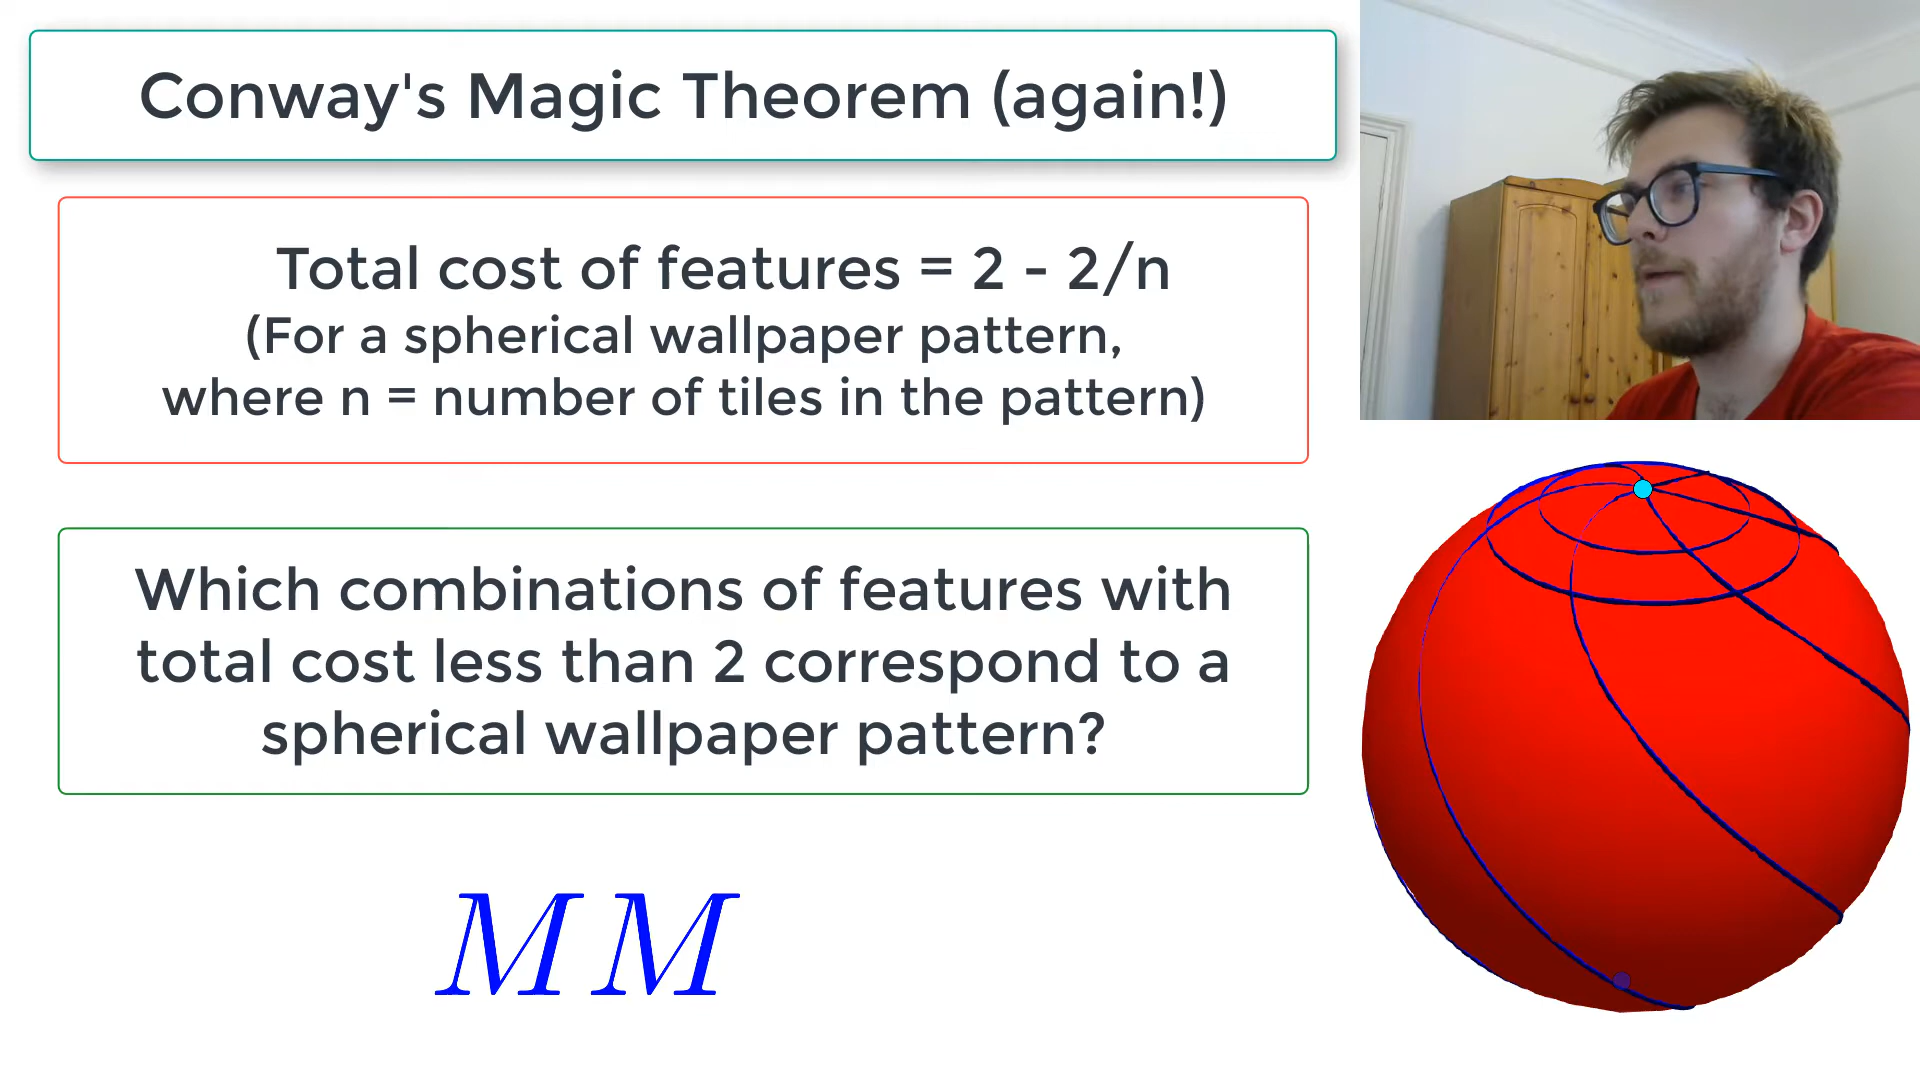 Conway's Magic Theorem (again!)
Total cost of features = 2 - 2/n
(For a spherical wallpaper pattern,
where n = number of tiles in the pattern)
Which combinations of features with
total cost less than 2 correspond to a
spherical wallpaper pattern?
M M